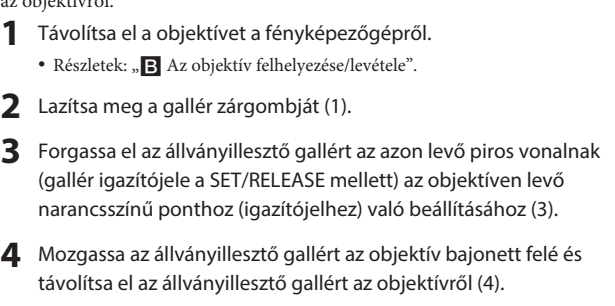 az objektívről.
1 Távolítsa el a objektívet a fényképezőgépről.
• Részletek: „B Az objektív felhelyezése/levétele”.
2 Lazítsa meg a gallér zárgombját (1).
3 Forgassa el az állványillesztő gallért az azon levő piros vonalnak
(gallér igazítójele a SET/RELEASE mellett) az objektíven levő
narancsszínű ponthoz (igazítójelhez) való beállításához (3).
4 Mozgassa az állványillesztő gallért az objektív bajonett felé és
távolítsa el az állványillesztő gallért az objektívről (4).